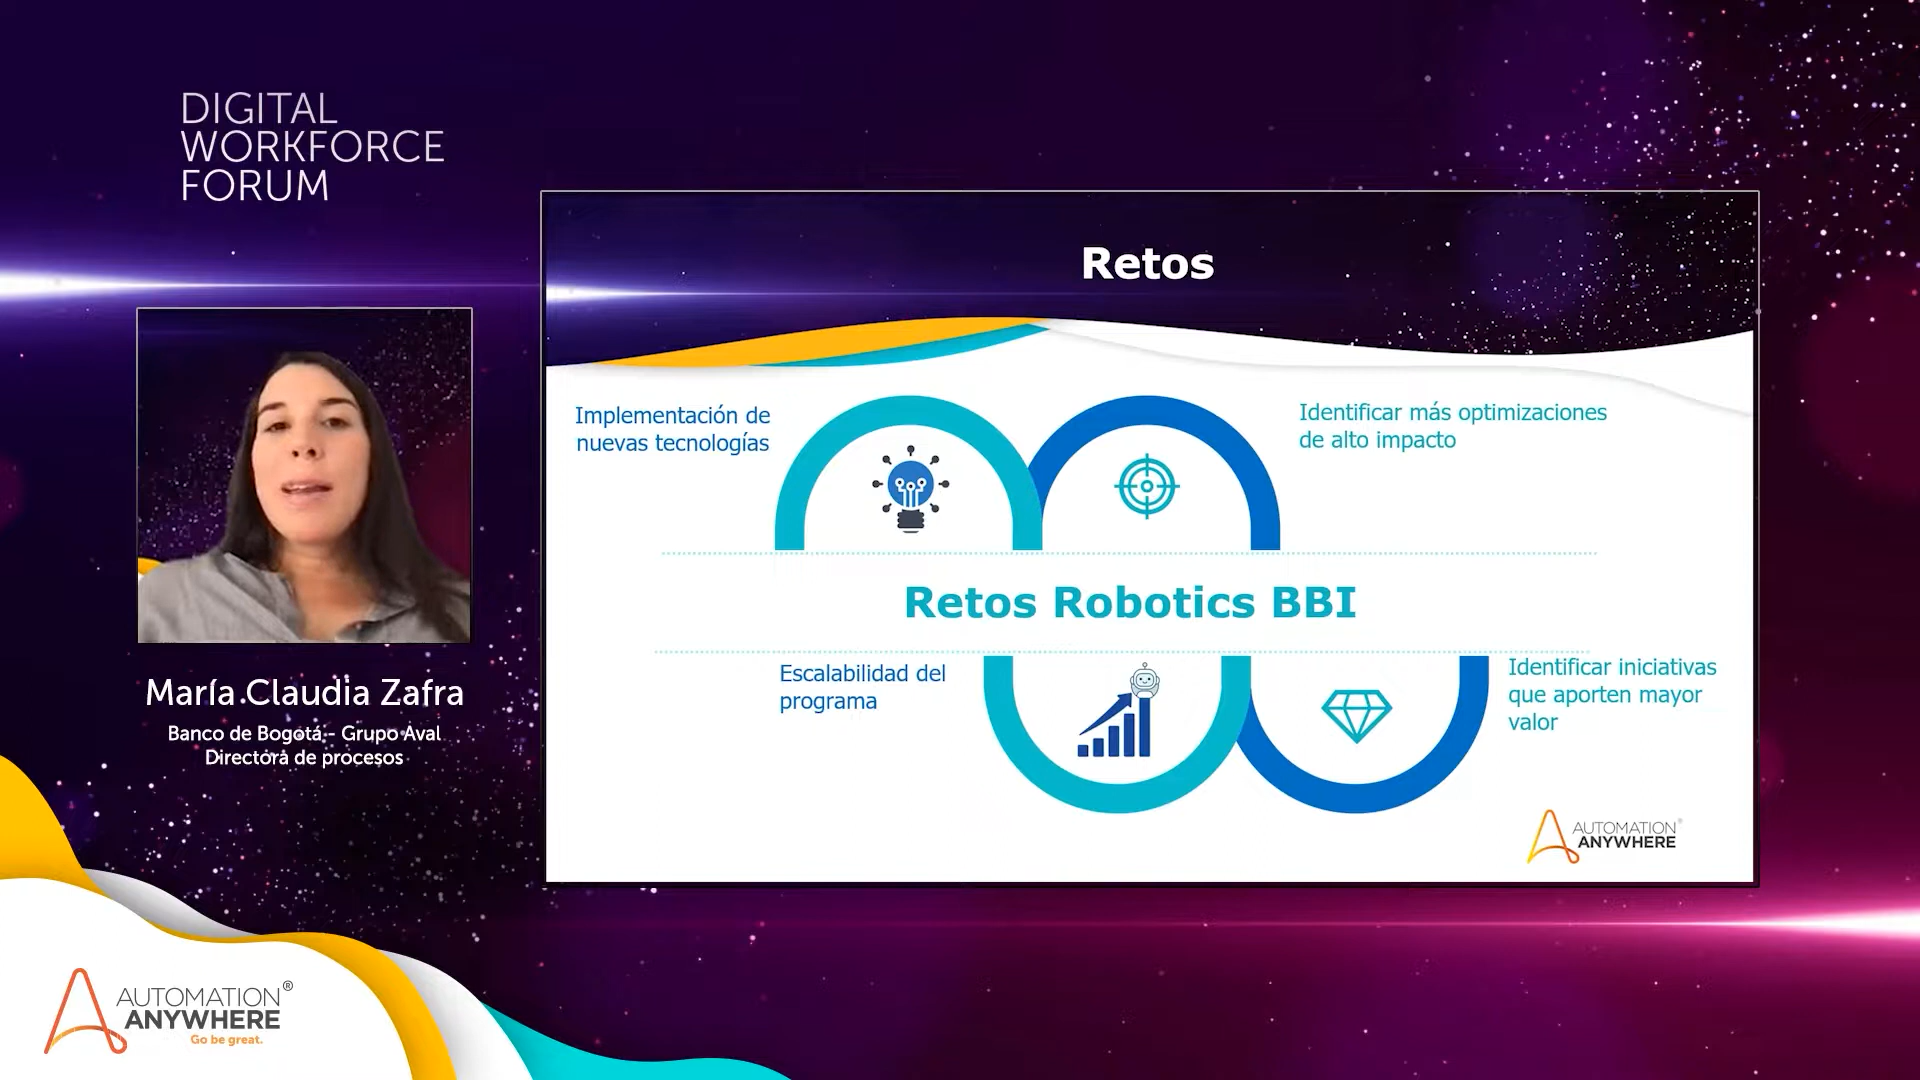 DIGITAL
WORKFORCE
FORUM
María Claudia Zafra
Banco de Bogotá - Grupo Aval
Directora de procesos
Retos
Implementación de
nuevas tecnologías
Identificar más optimizaciones
de alto impacto
Retos Robotics BBI
Escalabilidad del
programa
Identificar iniciativas
que aporten mayor
valor
AUTOMATION®
ANYWHERE
AUTOMATION®
ANYWHERE
Go be great.